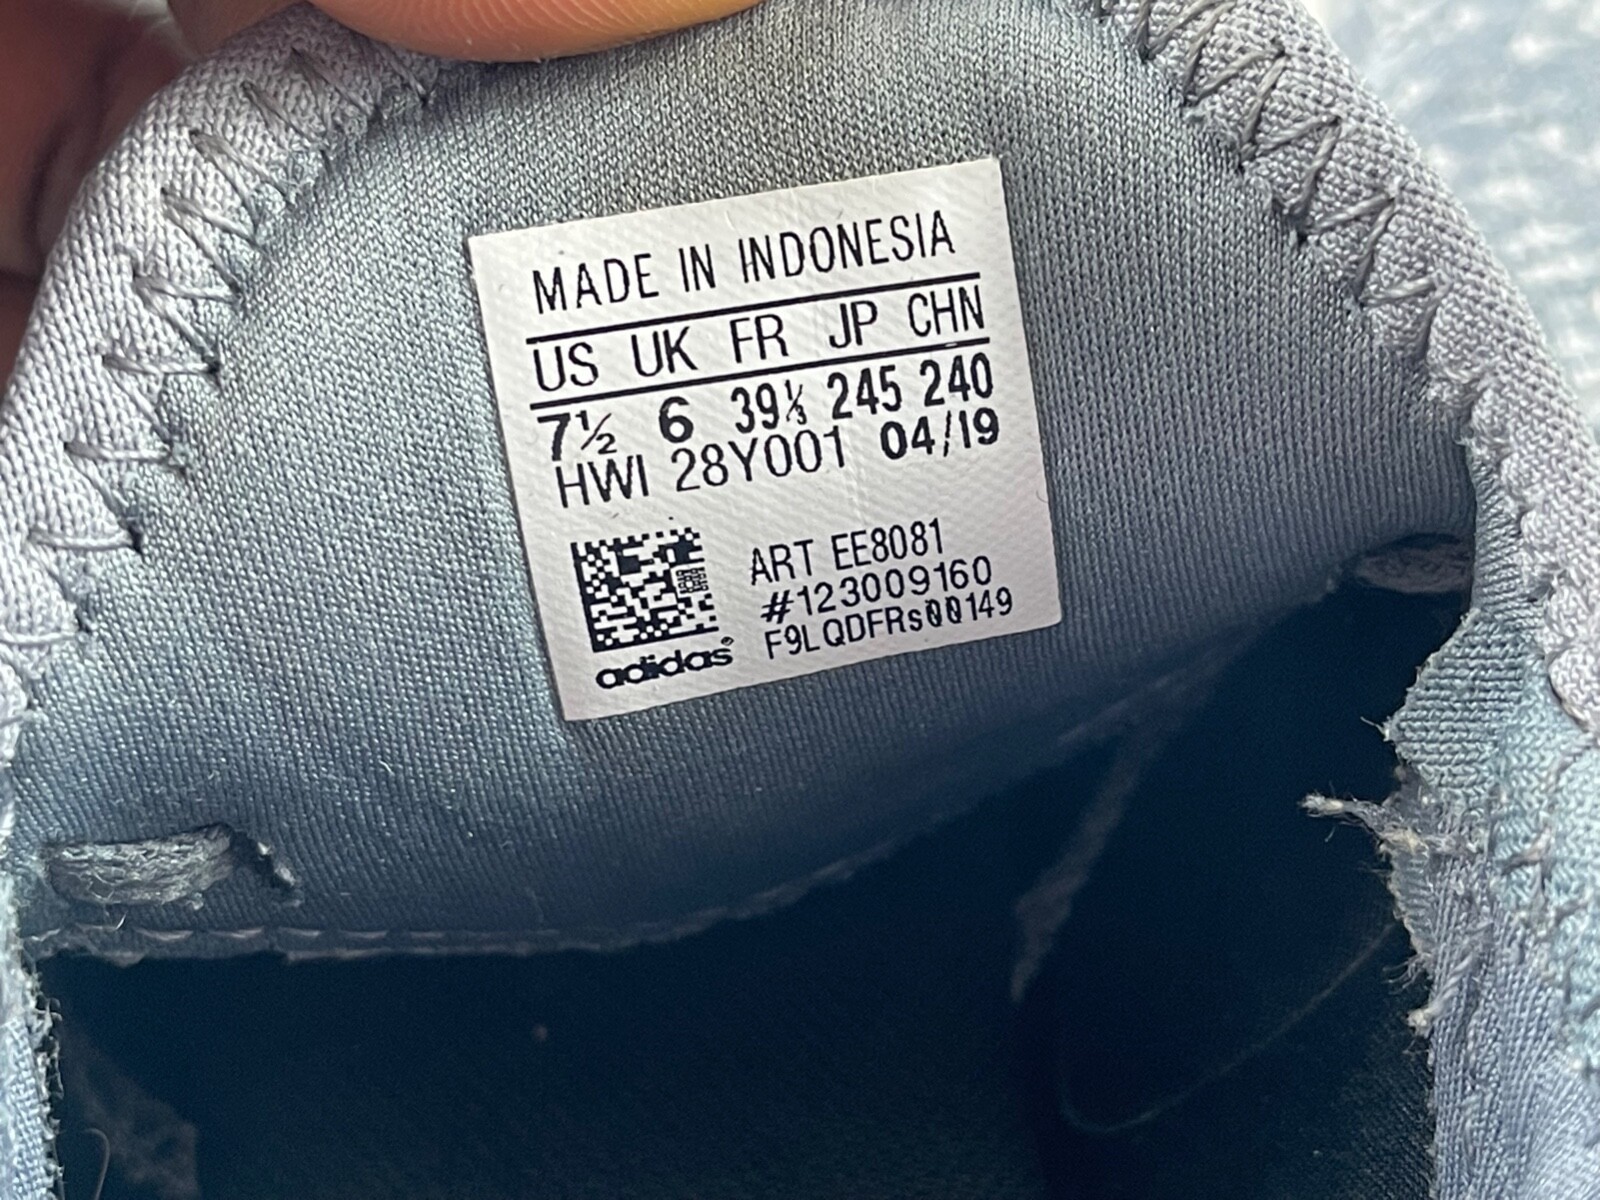 MADE IN INDONESIA
US UK FR JP CHN
7½ 6 39⅓ 245 240
HWI 28Y001 04/19
ART EE8081
#123009160
F9LQDFRs00149
adidas®